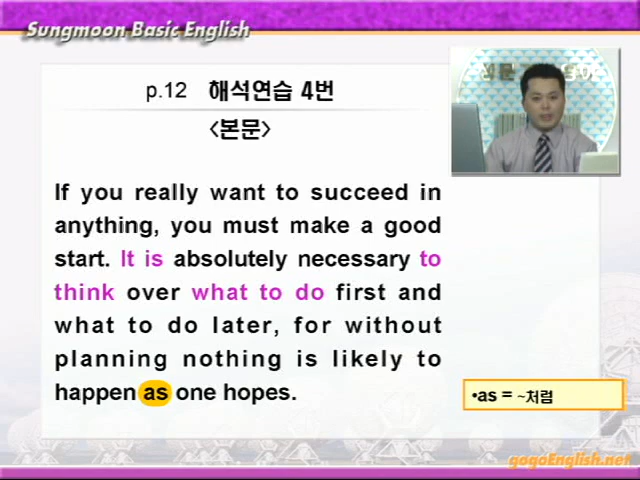 Sungmoon Basic English
p.12 해석연습 4번
<본문>
If you really want to succeed in
anything, you must make a good
start. It is absolutely necessary to
think over what to do first and
what to do later, for without
planning nothing is likely to
happen as one hopes.
•as = ~처럼
gogoEnglish.net